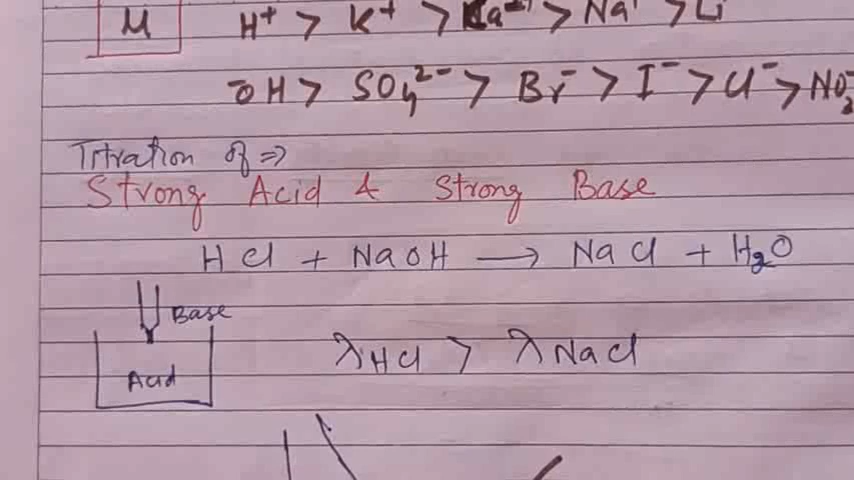 M H⁺ > K⁺ > > Na⁺ > Li
⁻OH > SO₄²⁻ > Br⁻ > I⁻ > Cl⁻ > NO₃⁻
Titration of ⇒
Strong Acid & Strong Base
HCl + NaOH ⟶ NaCl + H₂O
Base
λHCl > λNaCl
Acid